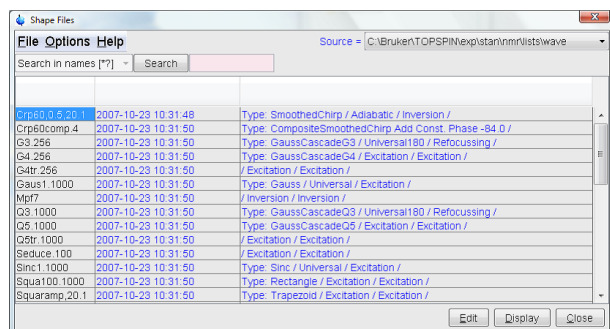 Shape Files
File Options Help Source = C:\Bruker\TOPSPIN\exp\stan\nmr\lists\wave
Search in names [*?] Search
Crp60,0.5,20.1 2007-10-23 10:31:48 Type: SmoothedChirp / Adiabatic / Inversion /
Crp60comp.4 2007-10-23 10:31:50 Type: CompositeSmoothedChirp Add Const. Phase -84.0 /
G3.256 2007-10-23 10:31:50 Type: GaussCascadeG3 / Universal180 / Refocussing /
G4.256 2007-10-23 10:31:50 Type: GaussCascadeG4 / Excitation / Excitation /
G4tr.256 2007-10-23 10:31:50 / Excitation / Excitation /
Gaus1.1000 2007-10-23 10:31:50 Type: Gauss / Universal / Excitation /
Mpf7 2007-10-23 10:31:50 / Inversion / Inversion /
Q3.1000 2007-10-23 10:31:50 Type: GaussCascadeQ3 / Universal180 / Refocussing /
Q5.1000 2007-10-23 10:31:50 Type: GaussCascadeQ5 / Excitation / Excitation /
Q5tr.1000 2007-10-23 10:31:50 / Excitation / Excitation /
Seduce.100 2007-10-23 10:31:50 / Excitation / Excitation /
Sinc1.1000 2007-10-23 10:31:50 Type: Sinc / Universal / Excitation /
Squa100.1000 2007-10-23 10:31:50 Type: Rectangle / Excitation / Excitation /
Squaramp,20.1 2007-10-23 10:31:50 Type: Trapezoid / Excitation / Excitation /
Edit Display Close